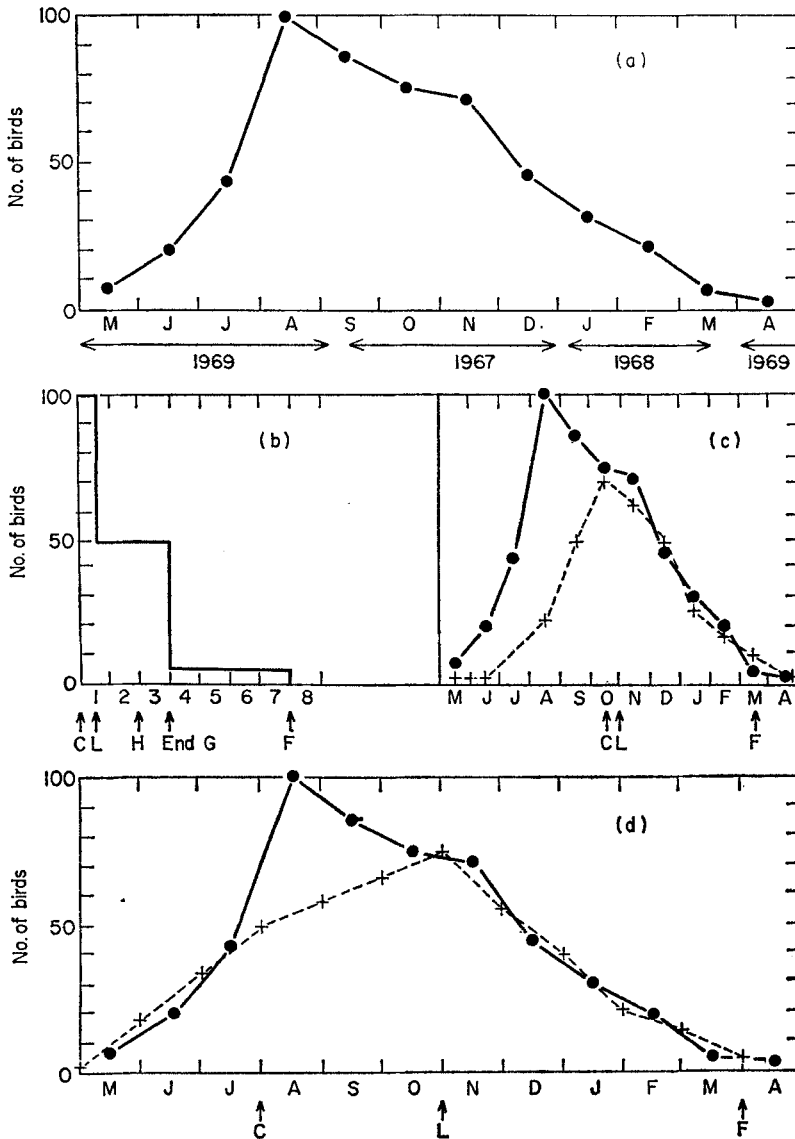 100
(a)
No. of birds
50
0
M J J A S O N D. J F M A
1969 1967 1968 1969
100
(b) (c)
No. of birds
50
0
1 2 3 4 5 6 7 8 M J J A S O N D J F M A
C L H End G F C L F
100
(d)
No. of birds
50
0
M J J A S O N D J F M A
C L F